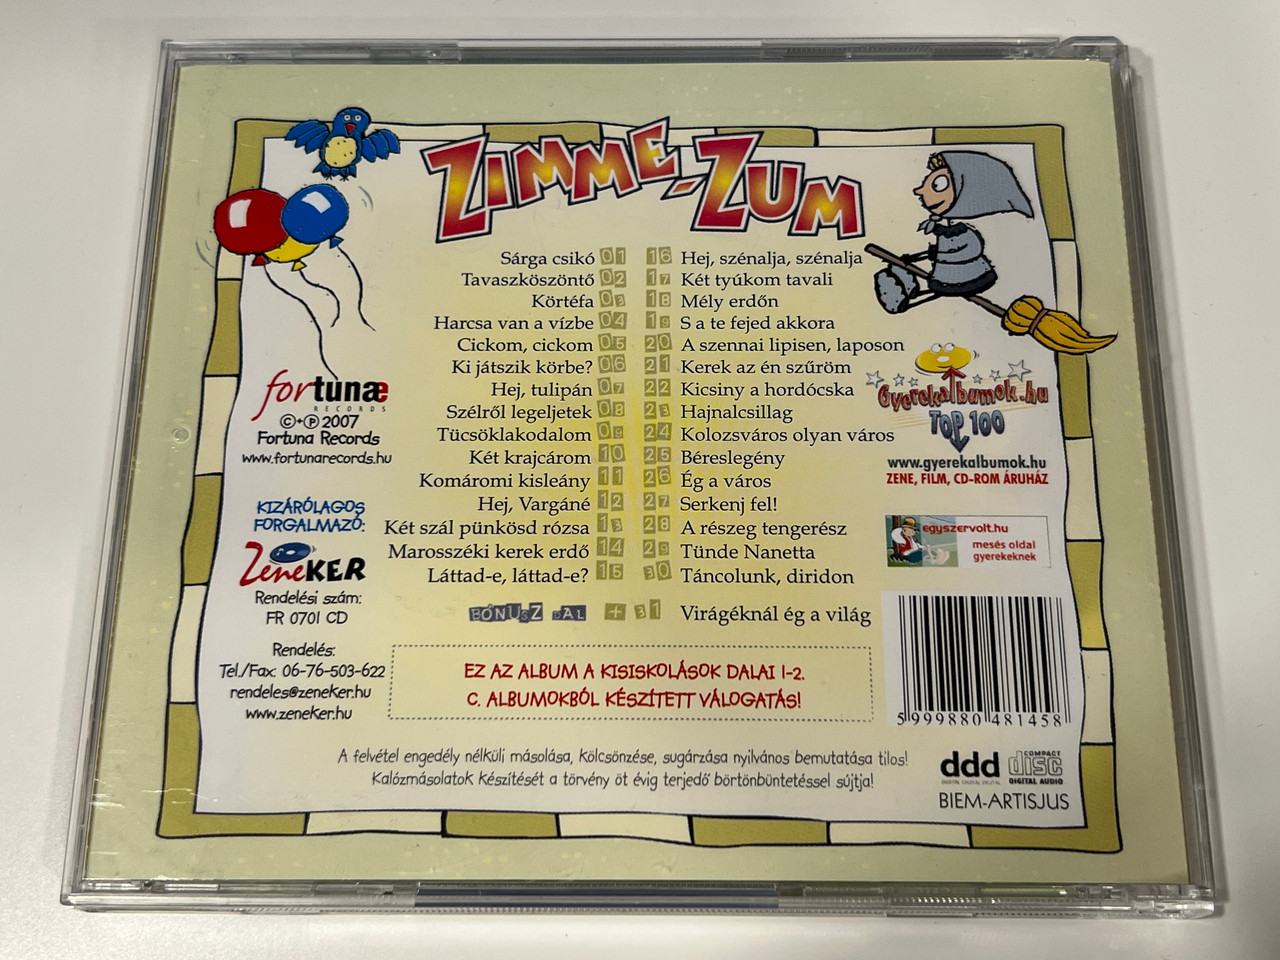 ZIMME-ZUM
Sárga csikó 01
Tavaszköszöntő 02
Körtéfa 03
Harcsa van a vízbe 04
Cickom, cickom 05
Ki játszik körbe? 06
Hej, tulipán 07
Szélről legeljetek 08
Tücsöklakodalom 09
Két krajcárom 10
Komáromi kisleány 11
Hej, Vargáné 12
Két szál pünkösd rózsa 13
Marosszéki kerek erdő 14
Láttad-e, láttad-e? 15
16 Hej, szénalja, szénalja
17 Két tyúkom tavali
18 Mély erdőn
19 S a te fejed akkora
20 A szennai lipisen, laposon
21 Kerek az én szűröm
22 Kicsiny a hordócska
23 Hajnalcsillag
24 Kolozsváros olyan város
25 Béreslegény
26 Ég a város
27 Serkenj fel!
28 A részeg tengerész
29 Tünde Nanetta
30 Táncolunk, diridon
BÓNUSZ DAL + 31 Virágéknál ég a világ
fortunæ
RECORDS
©+℗ 2007
Fortuna Records
www.fortunarecords.hu
KIZÁRÓLAGOS
FORGALMAZÓ:
ZeneKER
Rendelési szám:
FR 0701 CD
Rendelés:
Tel./Fax: 06-76-503-622
rendeles@zeneker.hu
www.zeneker.hu
Gyerekalbumok.hu
TOP 100
www.gyerekalbumok.hu
ZENE, FILM, CD-ROM ÁRUHÁZ
egyszervolt.hu
mesés oldal
gyerekeknek
EZ AZ ALBUM A KISISKOLÁSOK DALAI 1-2.
C. ALBUMOKBÓL KÉSZÍTETT VÁLOGATÁS!
5 999880 481458
A felvétel engedély nélküli másolása, kölcsönzése, sugárzása nyilvános bemutatása tilos!
Kalózmásolatok készítését a törvény öt évig terjedő börtönbüntetéssel sújtja!
ddd
COMPACT
disc
DIGITAL AUDIO
BIEM-ARTISJUS